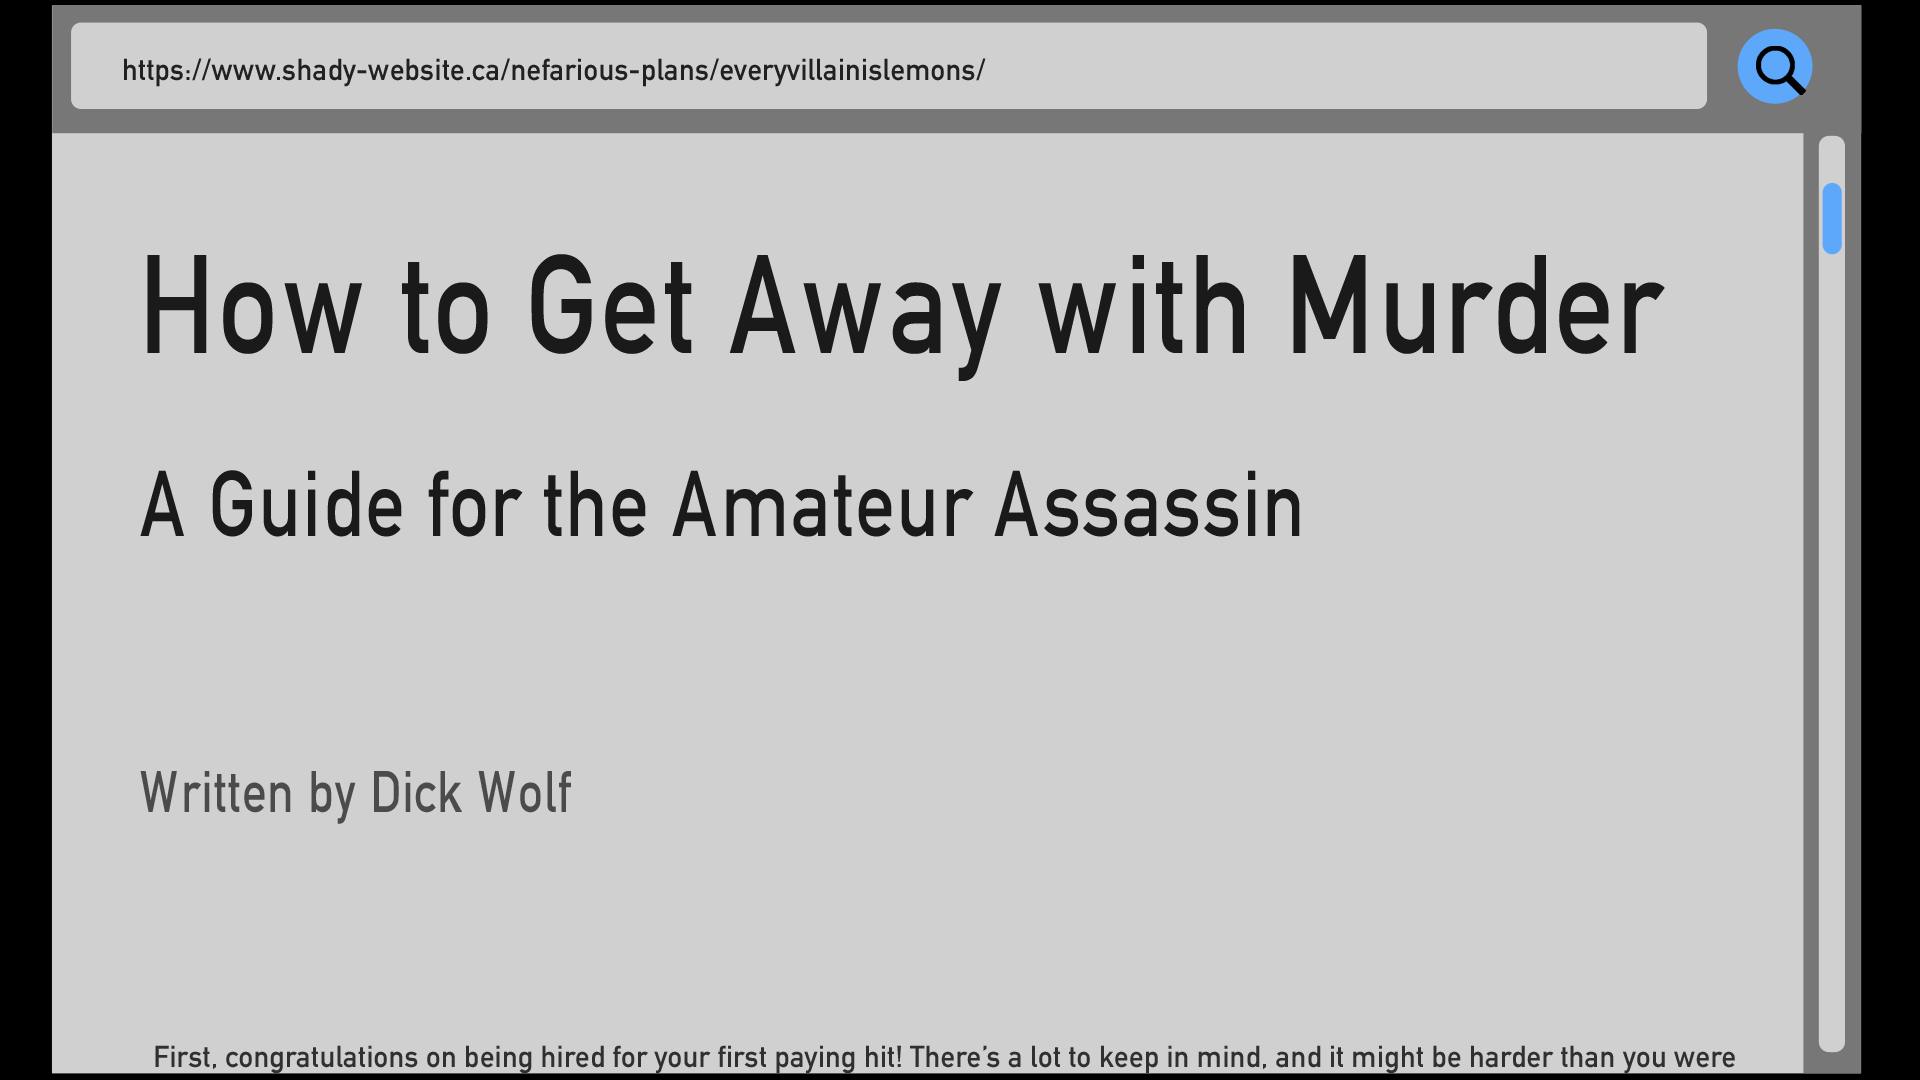 https://www.shady-website.ca/nefarious-plans/everyvillainislemons/
How to Get Away with Murder
A Guide for the Amateur Assassin
Written by Dick Wolf
First, congratulations on being hired for your first paying hit! There’s a lot to keep in mind, and it might be harder than you were